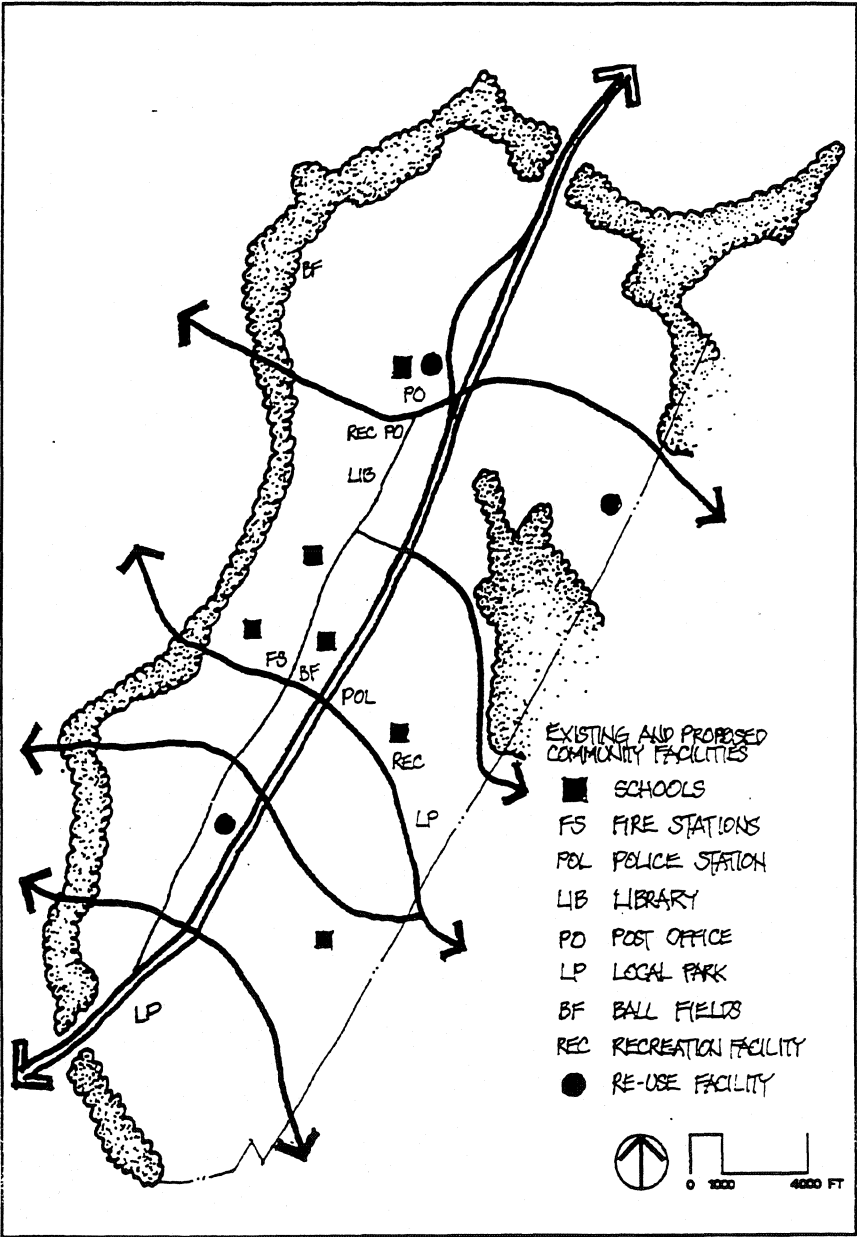 BF
PO
REC PO
LIB
FS
BF
POL
REC
LP
LP
EXISTING AND PROPOSED
COMMUNITY FACILITIES
SCHOOLS
FS FIRE STATIONS
POL POLICE STATION
LIB LIBRARY
PO POST OFFICE
LP LOCAL PARK
BF BALL FIELDS
REC RECREATION FACILITY
RE-USE FACILITY
0 1000 4000 FT